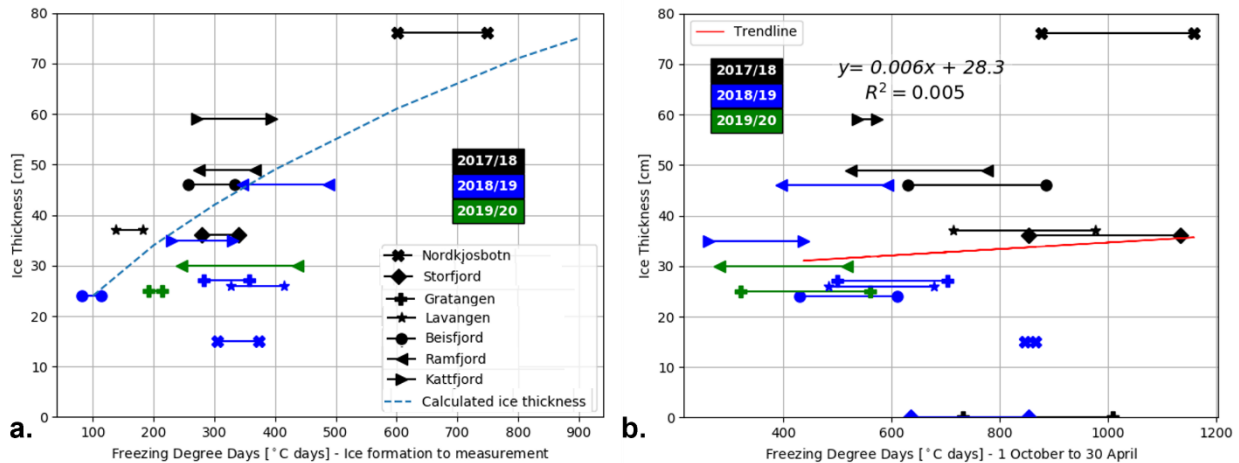 80
70
60
50
40
30
20
10
0
Ice Thickness [cm]
2017/18
2018/19
2019/20
Nordkjosbotn
Storfjord
Gratangen
Lavangen
Beisfjord
Ramfjord
Kattfjord
Calculated ice thickness
100 200 300 400 500 600 700 800 900
Freezing Degree Days [°C days] - Ice formation to measurement
a.
80
70
60
50
40
30
20
10
0
Ice Thickness [cm]
Trendline
2017/18
2018/19
2019/20
y= 0.006x + 28.3
R² = 0.005
400 600 800 1000 1200
Freezing Degree Days [°C days] - 1 October to 30 April
b.